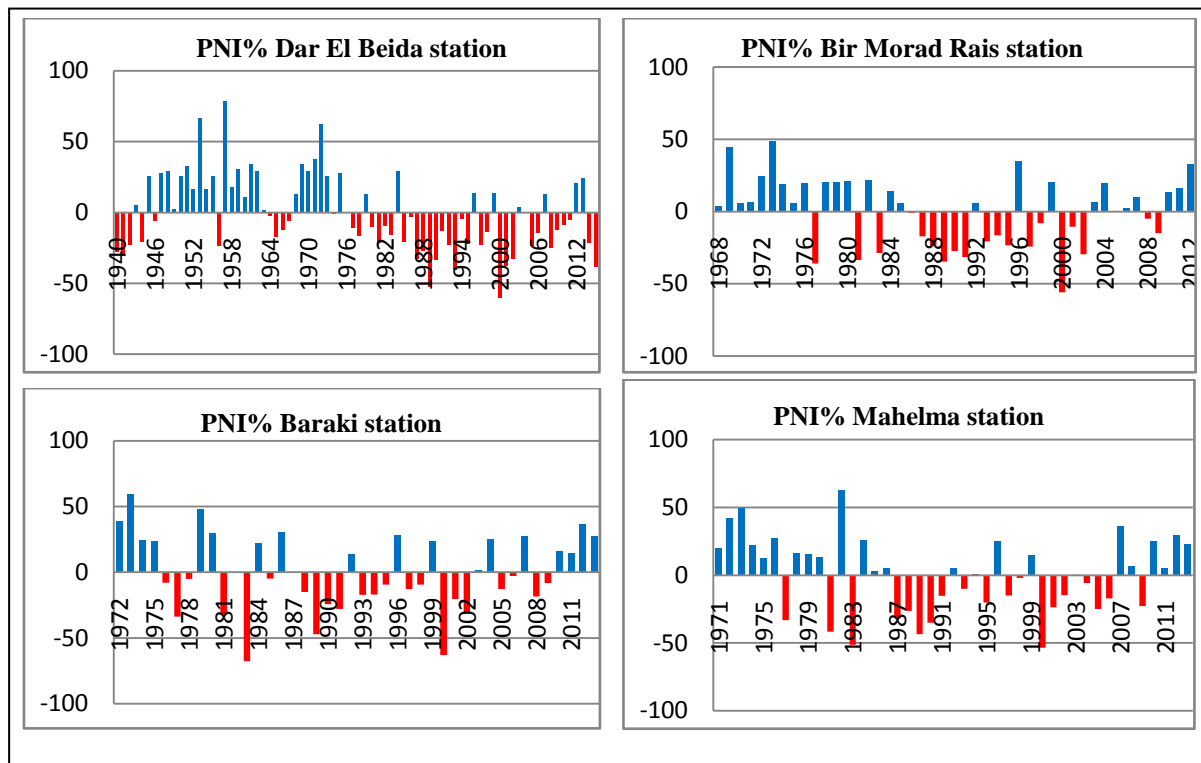 PNI% Dar El Beida station
100
50
0
-50
-100
1940 1946 1952 1958 1964 1970 1976 1982 1988 1994 2000 2006 2012
PNI% Bir Morad Rais station
100
50
0
-50
-100
1968 1972 1976 1980 1984 1988 1992 1996 2000 2004 2008 2012
PNI% Baraki station
100
50
0
-50
-100
1972 1975 1978 1981 1984 1987 1990 1993 1996 1999 2002 2005 2008 2011
PNI% Mahelma station
100
50
0
-50
-100
1971 1975 1979 1983 1987 1991 1995 1999 2003 2007 2011